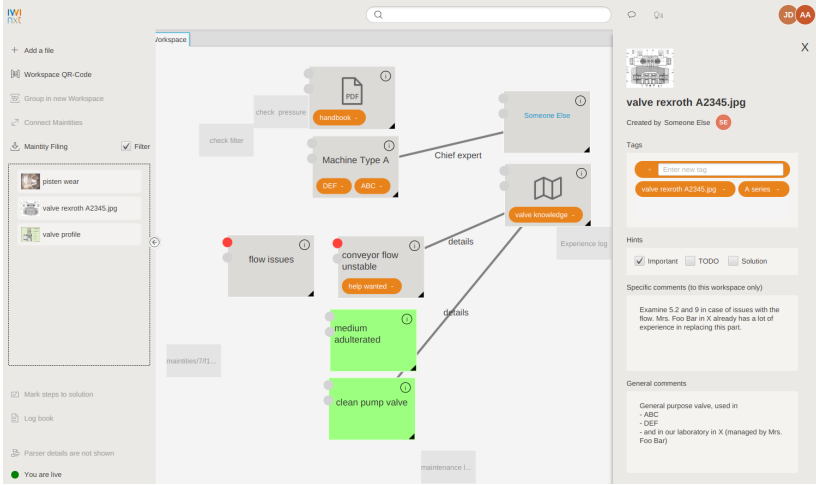 IWI
nxt
JD AA
Add a file
Workspace QR-Code
Group in new Workspace
Connect Maintities
Maintity Filing
Filter
pisten wear
valve rexroth A2345.jpg
valve profile
Mark steps to solution
Log book
Parser details are not shown
You are live
Workspace
check pressure
check filter
PDF
handbook -
Machine Type A
DEF - ABC -
Chief expert
Someone Else
valve knowledge -
Experience log
flow issues
conveyor flow
unstable
help wanted -
details
medium
adulterated
details
clean pump valve
maintities/7/f1...
maintenance l...
X
valve rexroth A2345.jpg
Created by Someone Else SE
Tags
- Enter new tag
valve rexroth A2345.jpg - A series -
Hints
Important TODO Solution
Specific comments (to this workspace only)
Examine 5.2 and 9 in case of issues with the
flow. Mrs. Foo Bar in X already has a lot of
experience in replacing this part.
General comments
General purpose valve, used in
- ABC
- DEF
- and in our laboratory in X (managed by Mrs.
Foo Bar)